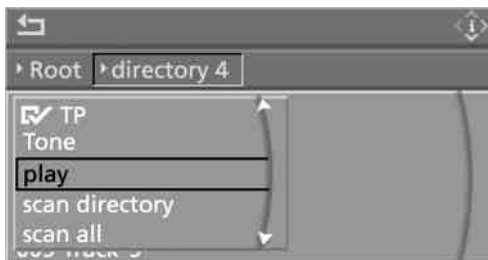 Root directory 4
TP
Tone
play
scan directory
scan all